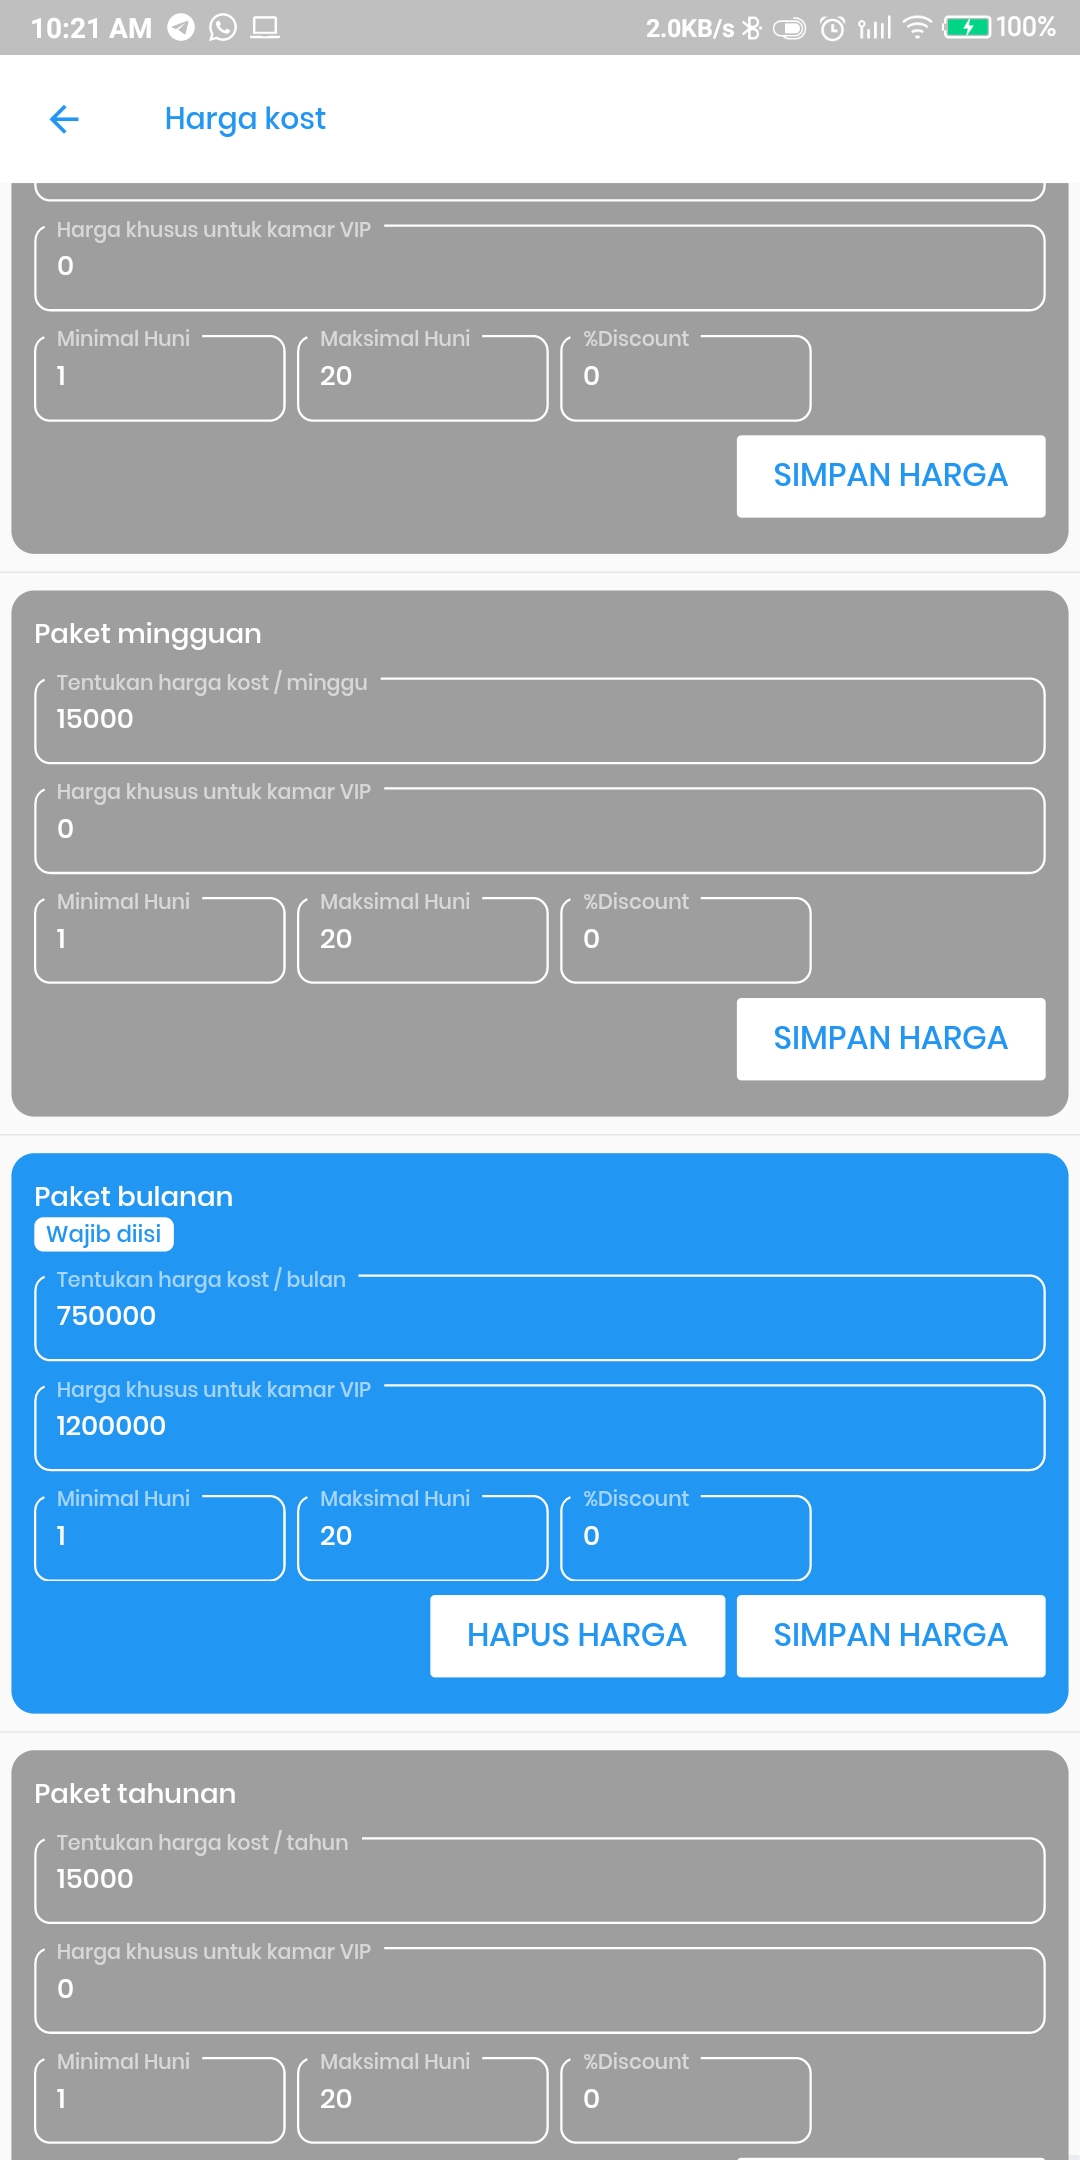 10:21 AM 2.0KB/s 100%
Harga kost
Harga khusus untuk kamar VIP
0
Minimal Huni Maksimal Huni %Discount
1 20 0
SIMPAN HARGA
Paket mingguan
Tentukan harga kost / minggu
15000
Harga khusus untuk kamar VIP
0
Minimal Huni Maksimal Huni %Discount
1 20 0
SIMPAN HARGA
Paket bulanan
Wajib diisi
Tentukan harga kost / bulan
750000
Harga khusus untuk kamar VIP
1200000
Minimal Huni Maksimal Huni %Discount
1 20 0
HAPUS HARGA SIMPAN HARGA
Paket tahunan
Tentukan harga kost / tahun
15000
Harga khusus untuk kamar VIP
0
Minimal Huni Maksimal Huni %Discount
1 20 0